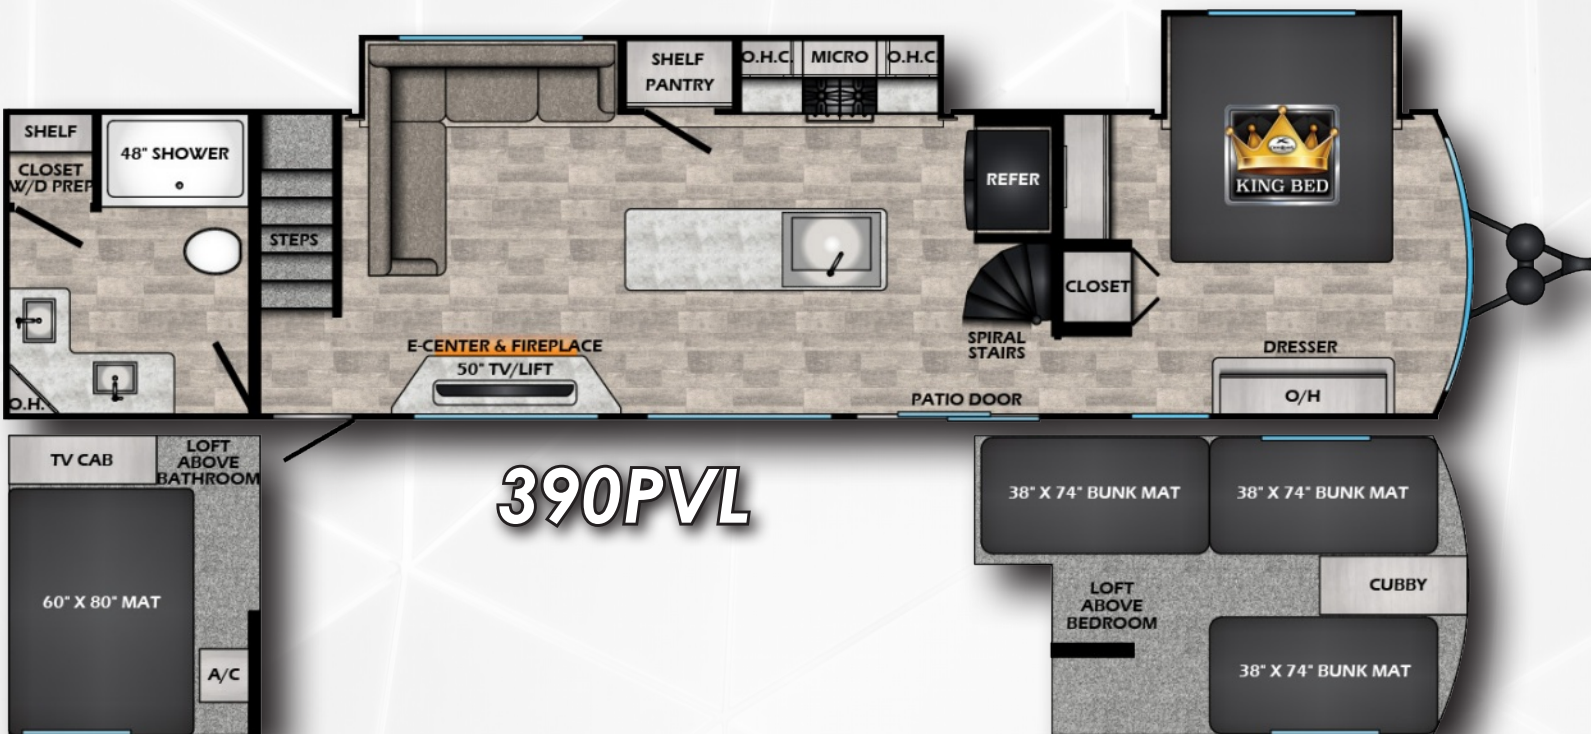 SHELF
CLOSET
W/D PREP
48" SHOWER
STEPS
SHELF
PANTRY
O.H.C.
MICRO
O.H.C.
REFER
CLOSET
KING BED
SPIRAL
STAIRS
E-CENTER & FIREPLACE
50" TV/LIFT
PATIO DOOR
DRESSER
O/H
O.H.
TV CAB
LOFT
ABOVE
BATHROOM
60" X 80" MAT
A/C
390PVL
38" X 74" BUNK MAT
38" X 74" BUNK MAT
LOFT
ABOVE
BEDROOM
CUBBY
38" X 74" BUNK MAT